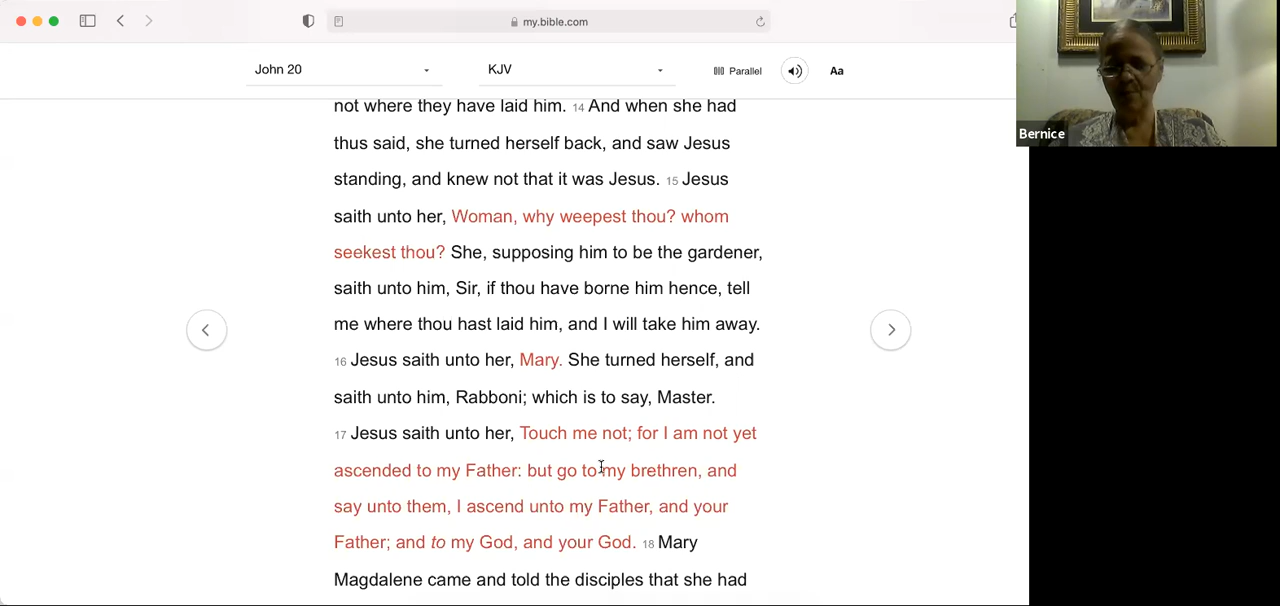 my.bible.com
John 20
KJV
Parallel
Aa
Bernice
not where they have laid him. 14 And when she had
thus said, she turned herself back, and saw Jesus
standing, and knew not that it was Jesus. 15 Jesus
saith unto her, Woman, why weepest thou? whom
seekest thou? She, supposing him to be the gardener,
saith unto him, Sir, if thou have borne him hence, tell
me where thou hast laid him, and I will take him away.
16 Jesus saith unto her, Mary. She turned herself, and
saith unto him, Rabboni; which is to say, Master.
17 Jesus saith unto her, Touch me not; for I am not yet
ascended to my Father: but go to my brethren, and
say unto them, I ascend unto my Father, and your
Father; and to my God, and your God. 18 Mary
Magdalene came and told the disciples that she had